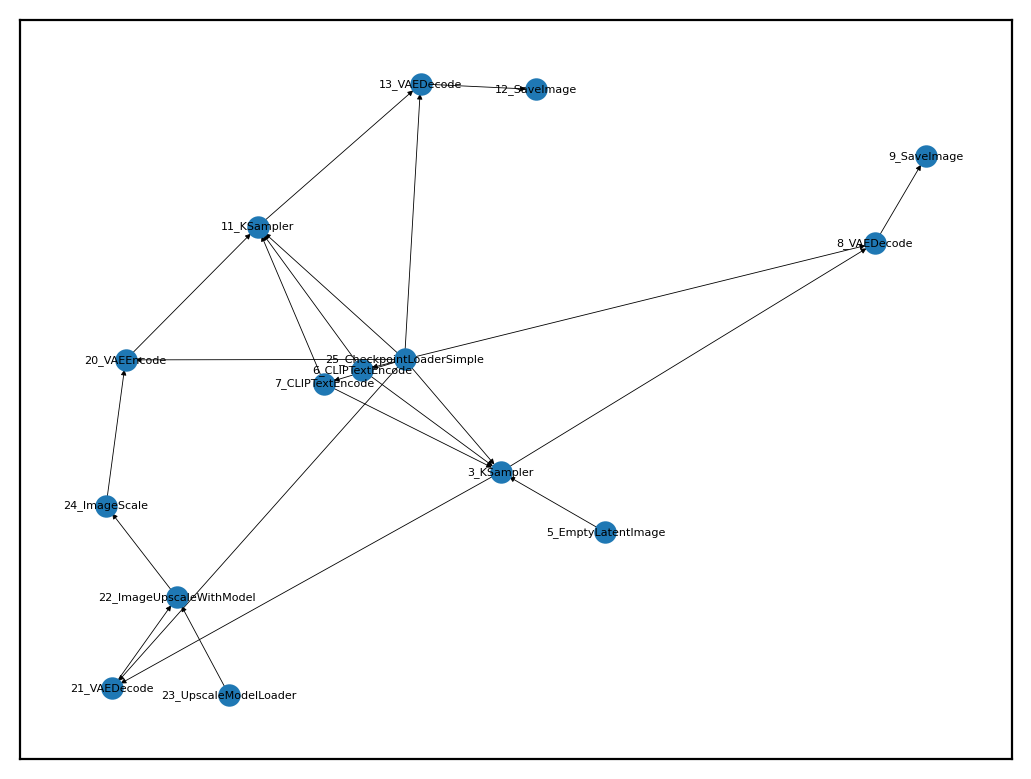 13_VAEDecode
12_SaveImage
9_SaveImage
11_KSampler
8_VAEDecode
20_VAEEncode
25_CheckpointLoaderSimple
6_CLIPTextEncode
7_CLIPTextEncode
3_KSampler
24_ImageScale
5_EmptyLatentImage
22_ImageUpscaleWithModel
21_VAEDecode
23_UpscaleModelLoader